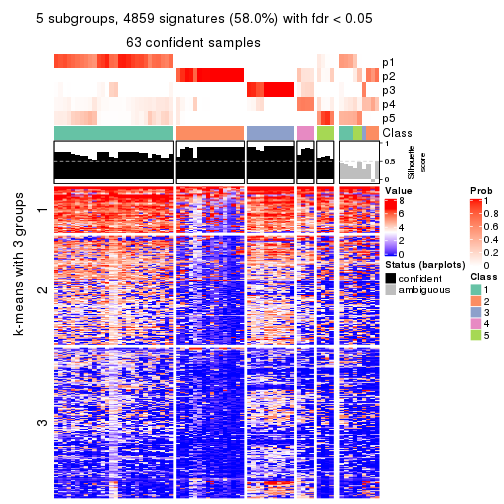 5 subgroups, 4859 signatures (58.0%) with fdr < 0.05
63 confident samples
p1
p2
p3
p4
p5
Class
1
0.5
0
Silhouette
score
k-means with 3 groups
1
2
3
Value
8
6
4
2
0
Status (barplots)
confident
ambiguous
Prob
1
0.8
0.6
0.4
0.2
0
Class
1
2
3
4
5